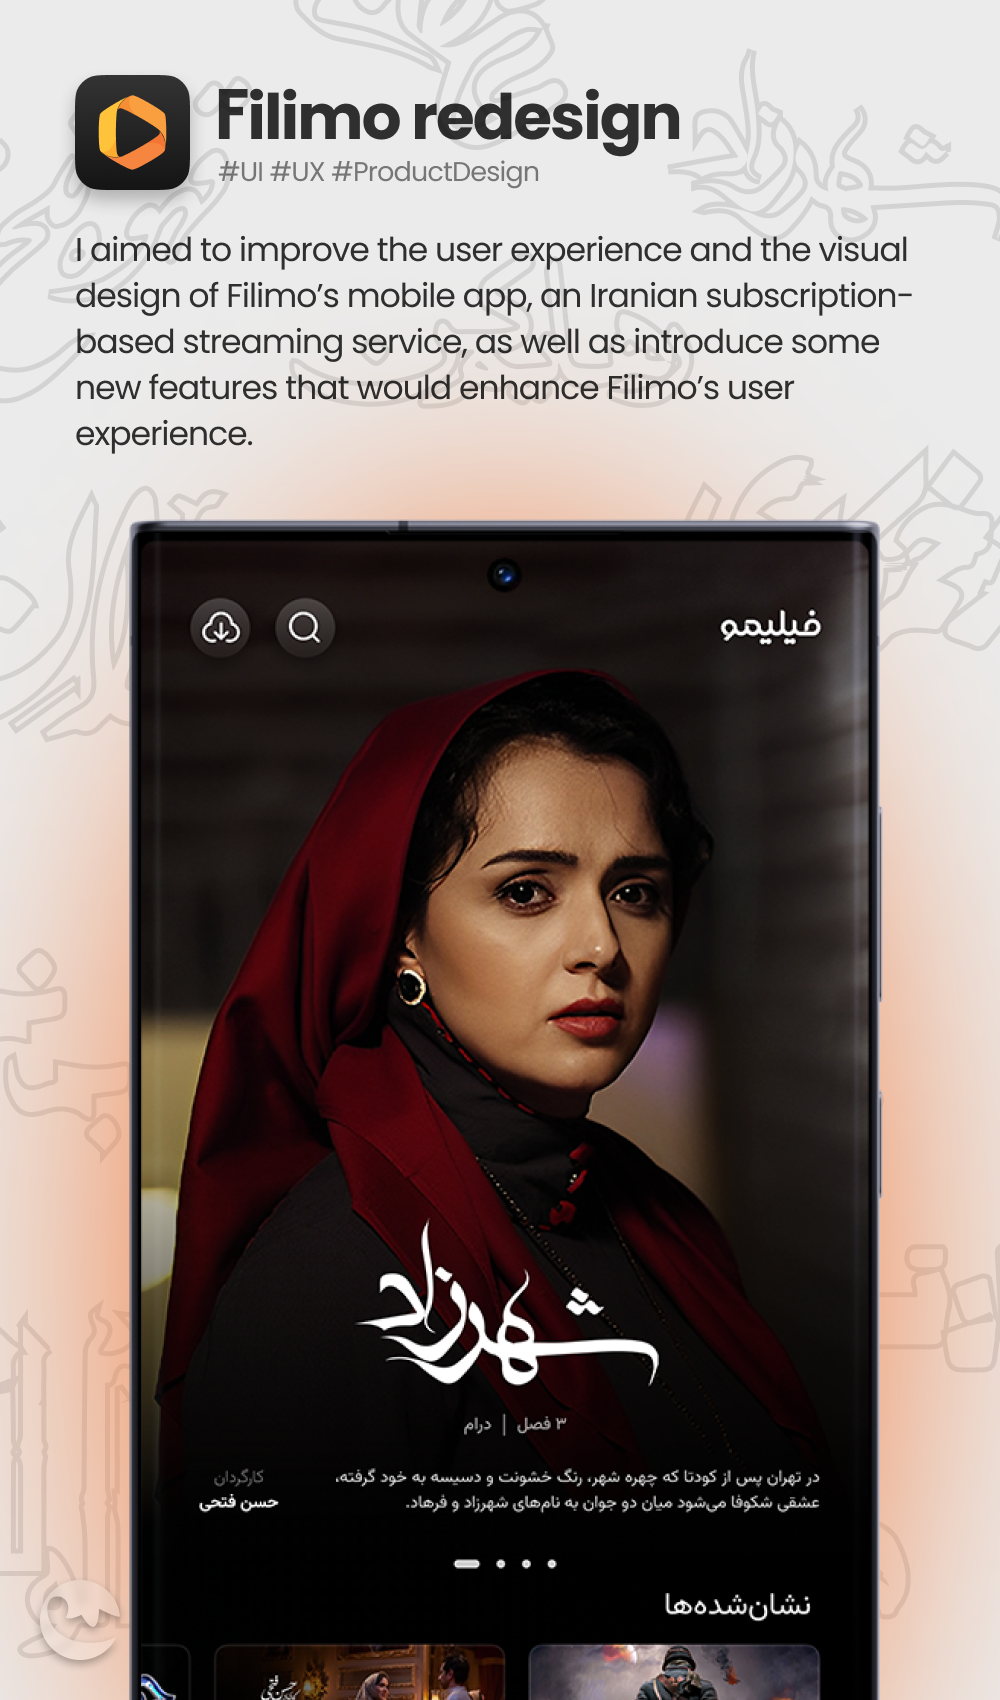 Filimo redesign
#UI #UX #ProductDesign
I aimed to improve the user experience and the visual
design of Filimo’s mobile app, an Iranian subscription-
based streaming service, as well as introduce some
new features that would enhance Filimo’s user
experience.
فیلیمو
شهرزاد
۳ فصل | درام
در تهران پس از کودتا که چهره شهر، رنگ خشونت و دسیسه به خود گرفته،
عشقی شکوفا می‌شود میان دو جوان به نام‌های شهرزاد و فرهاد.
کارگردان
حسن فتحی
نشان‌شده‌ها